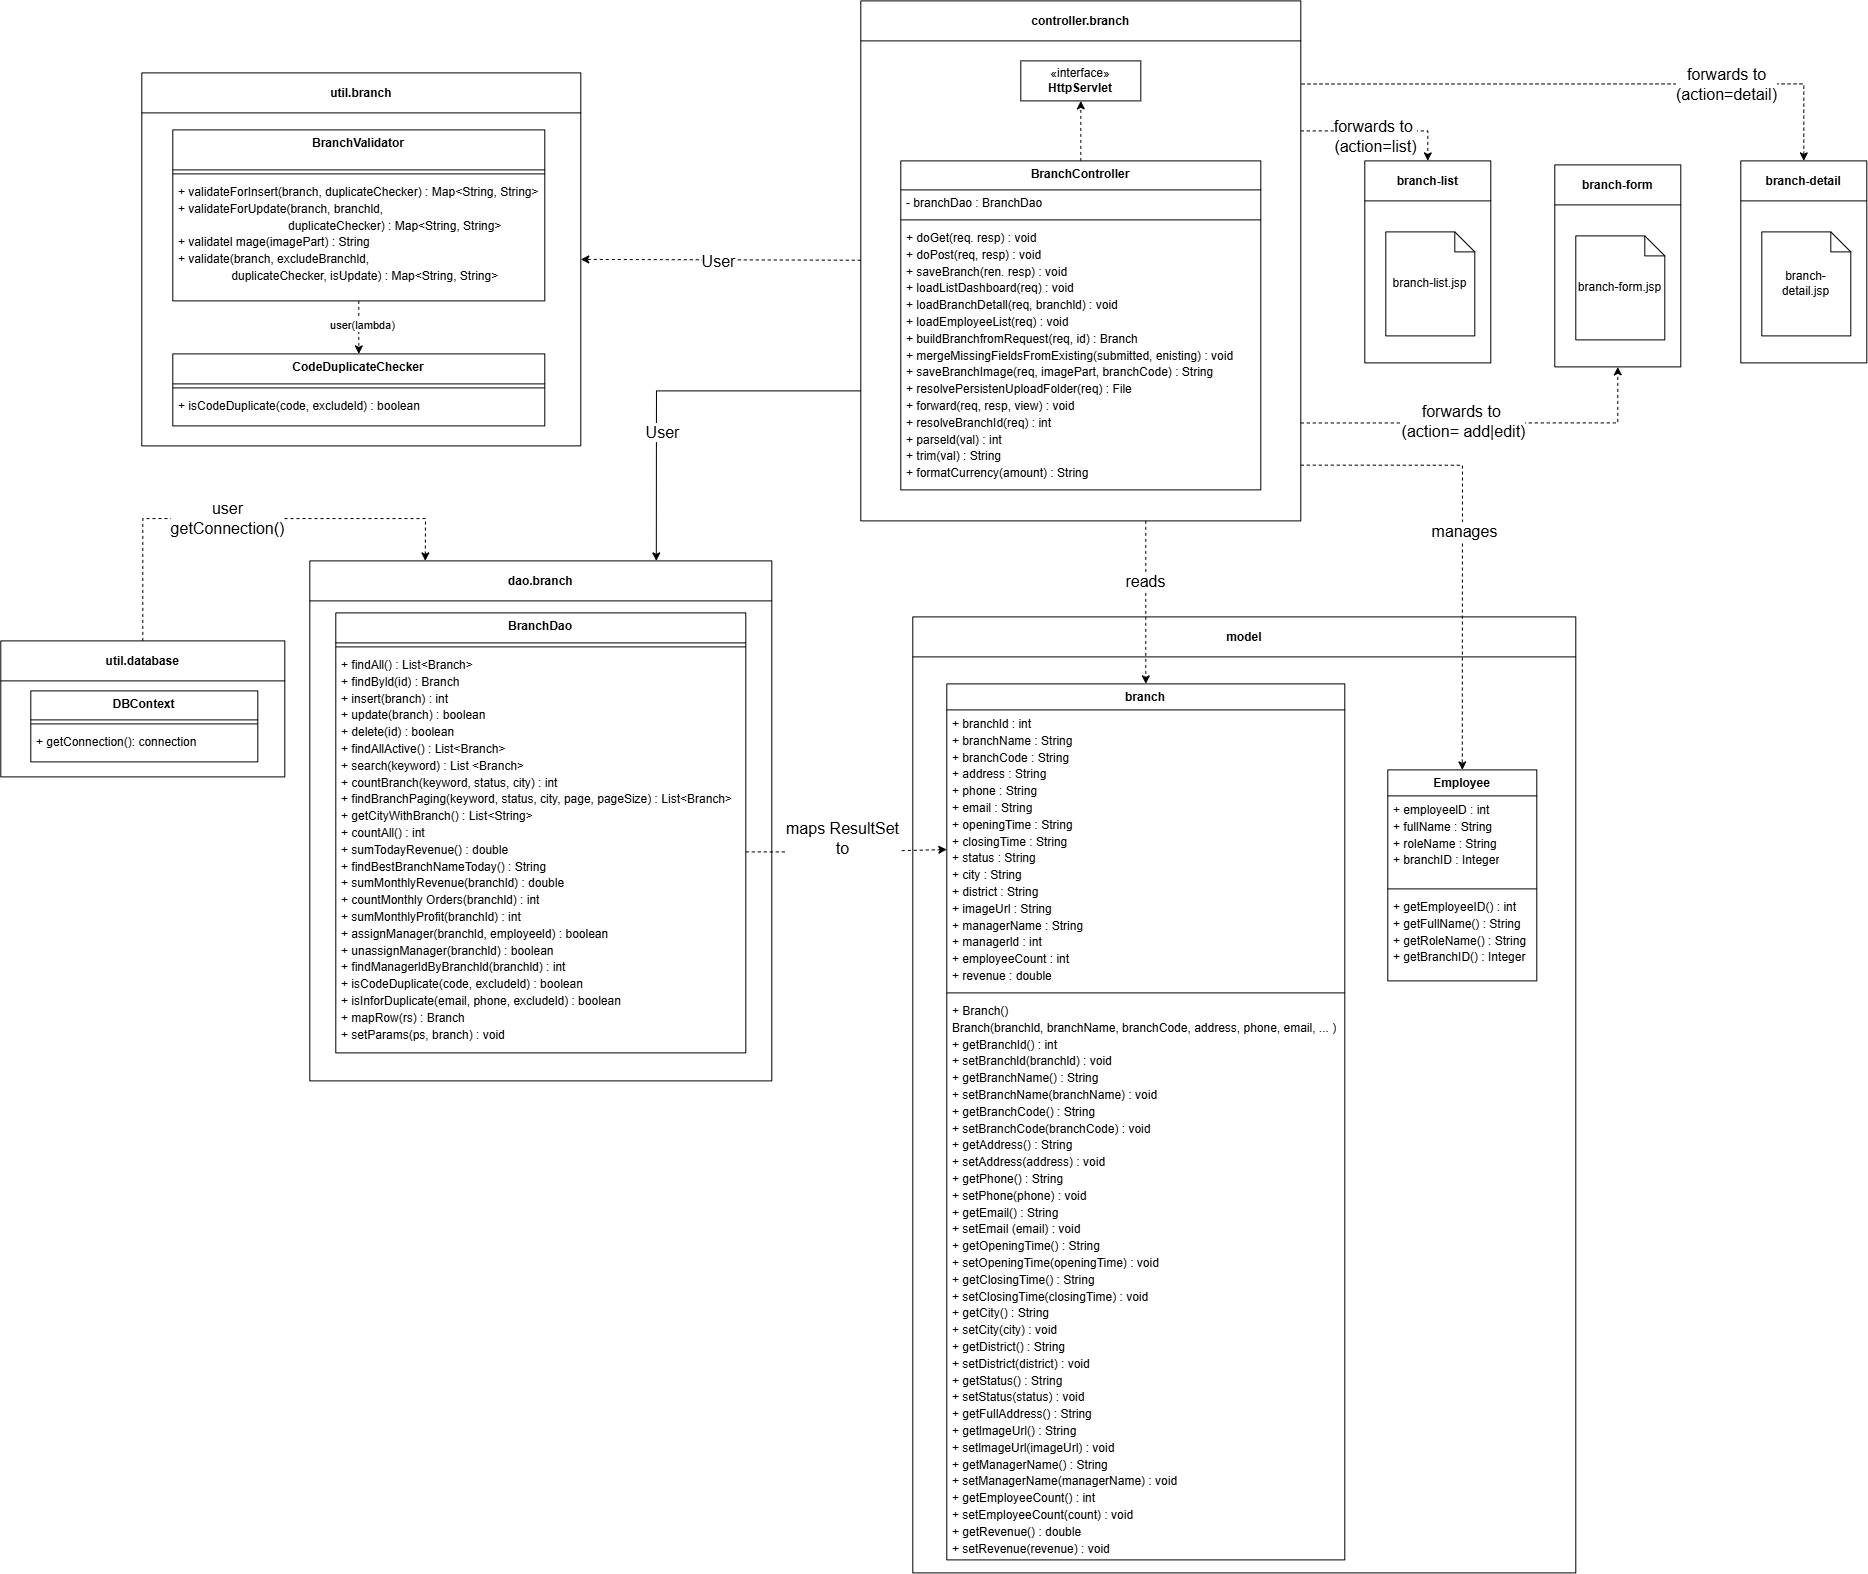 controller.branch
«interface»
HttpServlet
BranchController
- branchDao : BranchDao
+ doGet(req. resp) : void
+ doPost(req, resp) : void
+ saveBranch(ren. resp) : void
+ loadListDashboard(req) : void
+ loadBranchDetall(req, branchId) : void
+ loadEmployeeList(req) : void
+ buildBranchfromRequest(req, id) : Branch
+ mergeMissingFieldsFromExisting(submitted, enisting) : void
+ saveBranchImage(req, imagePart, branchCode) : String
+ resolvePersistenUploadFolder(req) : File
+ forward(req, resp, view) : void
+ resolveBranchId(req) : int
+ parseld(val) : int
+ trim(val) : String
+ formatCurrency(amount) : String
util.branch
BranchValidator
+ validateForInsert(branch, duplicateChecker) : Map<String, String>
+ validateForUpdate(branch, branchId,
duplicateChecker) : Map<String, String>
+ validatel mage(imagePart) : String
+ validate(branch, excludeBranchId,
duplicateChecker, isUpdate) : Map<String, String>
user(lambda)
CodeDuplicateChecker
+ isCodeDuplicate(code, excludeId) : boolean
User
User
forwards to
(action=detail)
forwards to
(action=list)
branch-list
branch-list.jsp
branch-form
branch-form.jsp
branch-detail
branch-
detail.jsp
forwards to
(action= add|edit)
manages
reads
user
getConnection()
util.database
DBContext
+ getConnection(): connection
dao.branch
BranchDao
+ findAll() : List<Branch>
+ findById(id) : Branch
+ insert(branch) : int
+ update(branch) : boolean
+ delete(id) : boolean
+ findAllActive() : List<Branch>
+ search(keyword) : List <Branch>
+ countBranch(keyword, status, city) : int
+ findBranchPaging(keyword, status, city, page, pageSize) : List<Branch>
+ getCityWithBranch() : List<String>
+ countAll() : int
+ sumTodayRevenue() : double
+ findBestBranchNameToday() : String
+ sumMonthlyRevenue(branchId) : double
+ countMonthly Orders(branchId) : int
+ sumMonthlyProfit(branchId) : int
+ assignManager(branchId, employeeId) : boolean
+ unassignManager(branchId) : boolean
+ findManagerIdByBranchId(branchId) : int
+ isCodeDuplicate(code, excludeId) : boolean
+ isInforDuplicate(email, phone, excludeId) : boolean
+ mapRow(rs) : Branch
+ setParams(ps, branch) : void
maps ResultSet
to
model
branch
+ branchId : int
+ branchName : String
+ branchCode : String
+ address : String
+ phone : String
+ email : String
+ openingTime : String
+ closingTime : String
+ status : String
+ city : String
+ district : String
+ imageUrl : String
+ managerName : String
+ managerId : int
+ employeeCount : int
+ revenue : double
+ Branch()
Branch(branchId, branchName, branchCode, address, phone, email, ... )
+ getBranchId() : int
+ setBranchId(branchId) : void
+ getBranchName() : String
+ setBranchName(branchName) : void
+ getBranchCode() : String
+ setBranchCode(branchCode) : void
+ getAddress() : String
+ setAddress(address) : void
+ getPhone() : String
+ setPhone(phone) : void
+ getEmail() : String
+ setEmail (email) : void
+ getOpeningTime() : String
+ setOpeningTime(openingTime) : void
+ getClosingTime() : String
+ setClosingTime(closingTime) : void
+ getCity() : String
+ setCity(city) : void
+ getDistrict() : String
+ setDistrict(district) : void
+ getStatus() : String
+ setStatus(status) : void
+ getFullAddress() : String
+ getImageUrl() : String
+ setImageUrl(imageUrl) : void
+ getManagerName() : String
+ setManagerName(managerName) : void
+ getEmployeeCount() : int
+ setEmployeeCount(count) : void
+ getRevenue() : double
+ setRevenue(revenue) : void
Employee
+ employeeID : int
+ fullName : String
+ roleName : String
+ branchID : Integer
+ getEmployeeID() : int
+ getFullName() : String
+ getRoleName() : String
+ getBranchID() : Integer